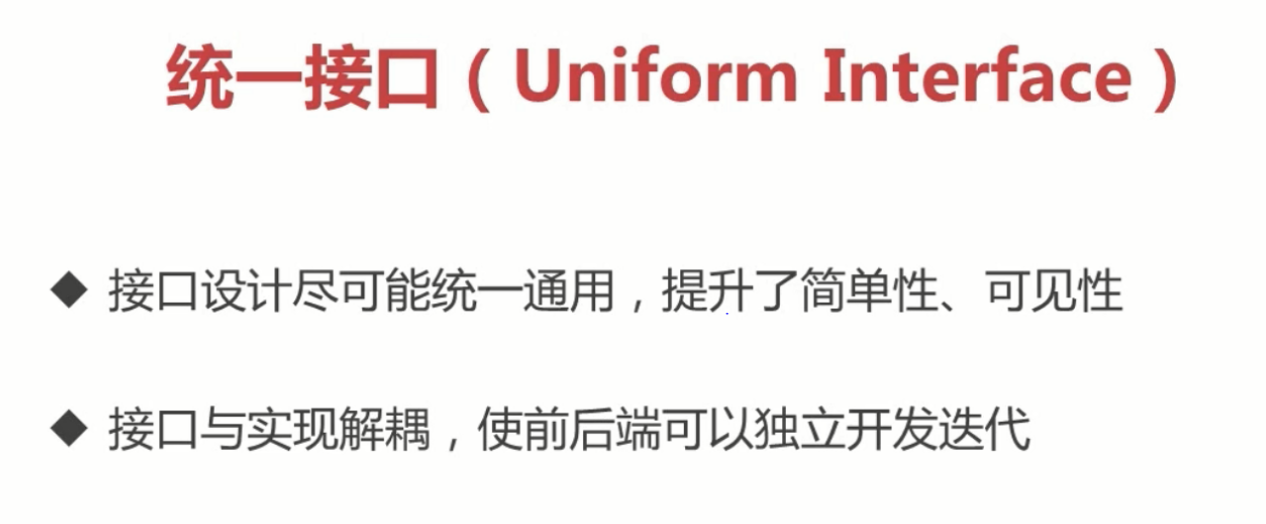 统一接口（Uniform Interface）
◆ 接口设计尽可能统一通用，提升了简单性、可见性
◆ 接口与实现解耦，使前后端可以独立开发迭代